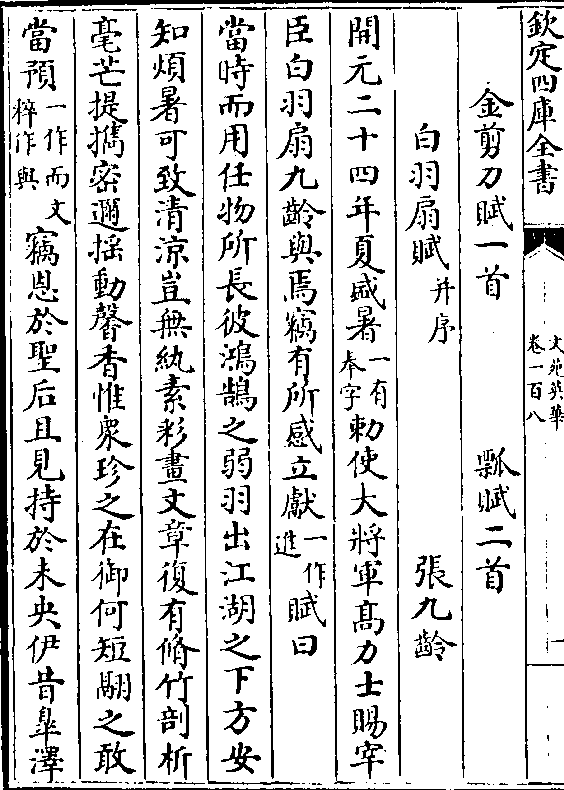 欽定四庫全書
文苑英華
卷一百八
一
金剪刀賦一首 瓢賦二首
白羽扇賦并序 張九齡
開元二十四年夏盛暑一有奉字勅使大將軍髙力士賜宰
臣白羽扇九齡與焉竊有所感立獻一作進賦曰
當時而用任物所長彼鴻鵠之弱羽出江湖之下方安
知煩暑可致清涼豈無紈素彩畫文章復有脩竹剖析
毫芒提攜密邇揺動馨香惟衆珍之在御何短翮之敢
當預一作而文粹作與竊恩於聖后且見持於未央伊昔臯澤